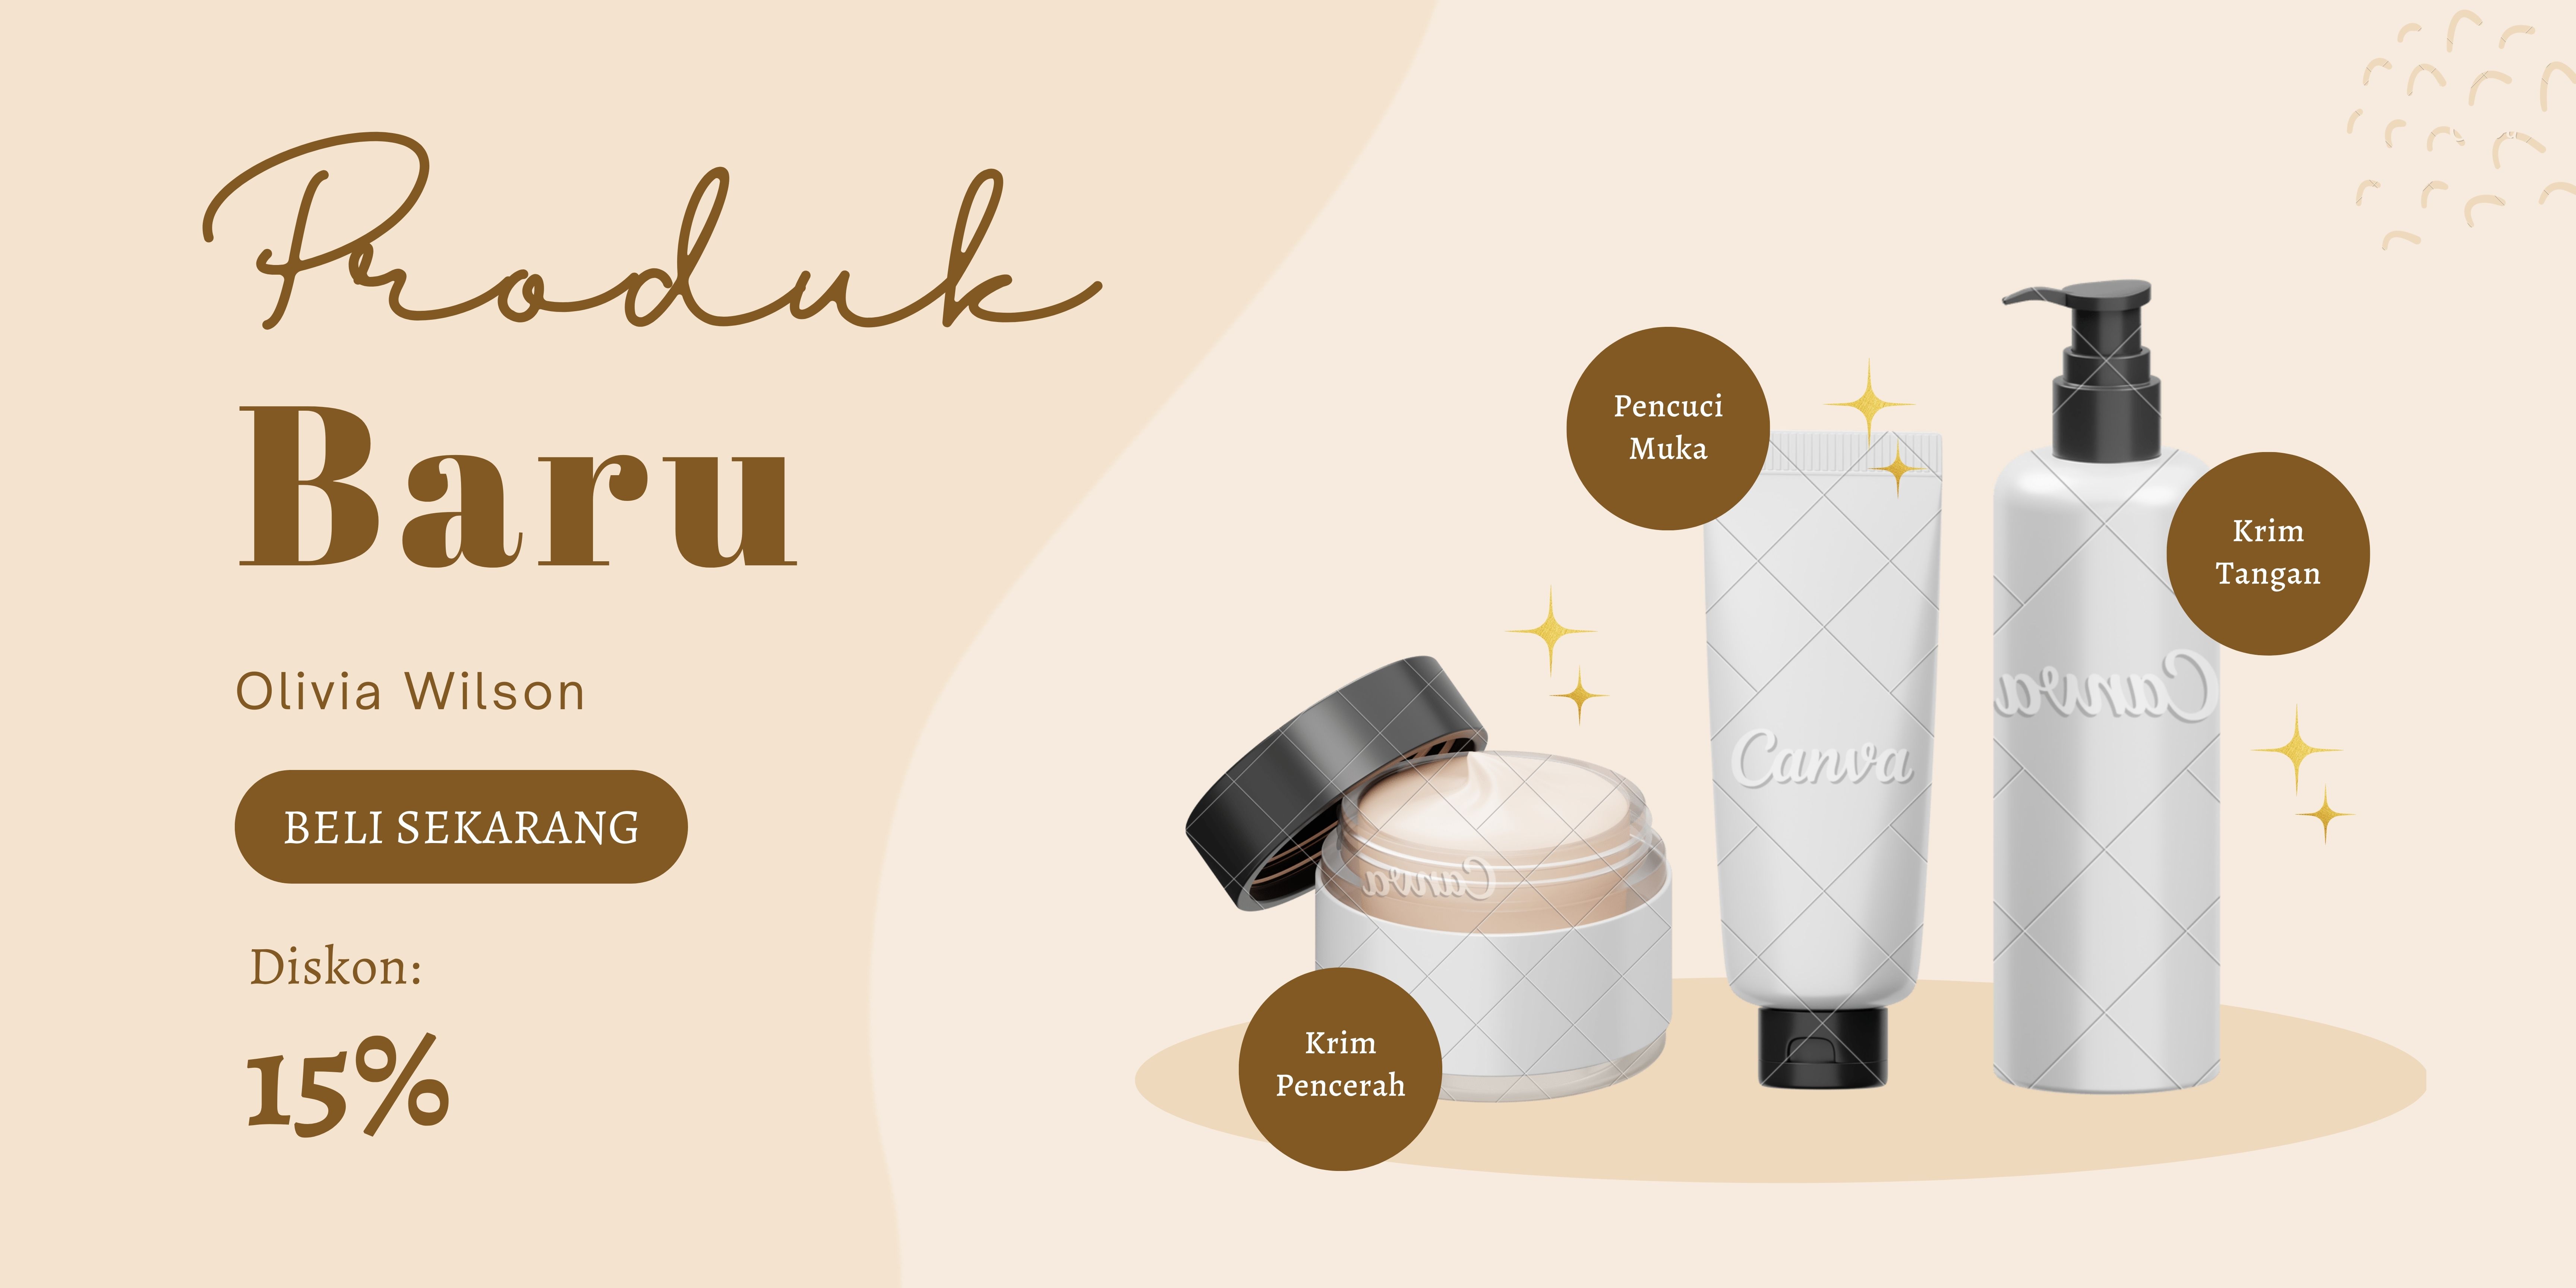 Produk
Baru
Olivia Wilson
BELI SEKARANG
Diskon:
15%
Pencuci
Muka
Krim
Tangan
Krim
Pencerah
Canva
Canva
Canva